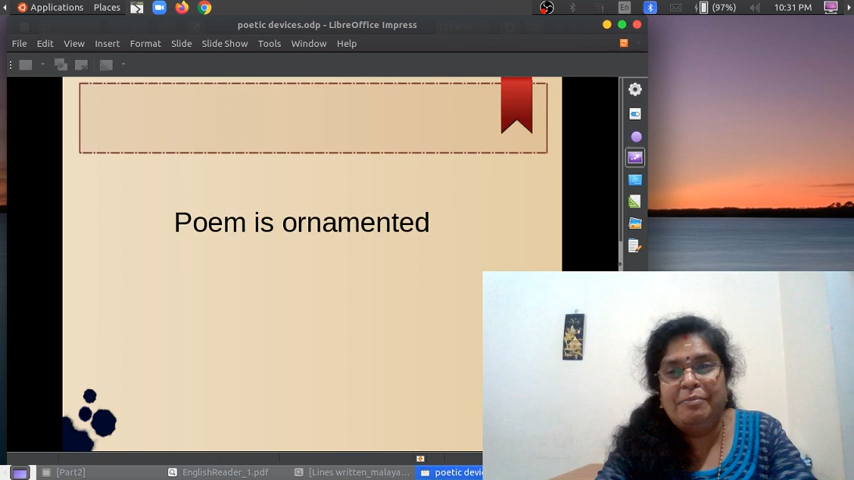 Applications Places En (97%) 10:31 PM
poetic devices.odp - LibreOffice Impress
File Edit View Insert Format Slide Slide Show Tools Window Help
Poem is ornamented
[Part2] EnglishReader_1.pdf [Lines written_malaya... poetic devi